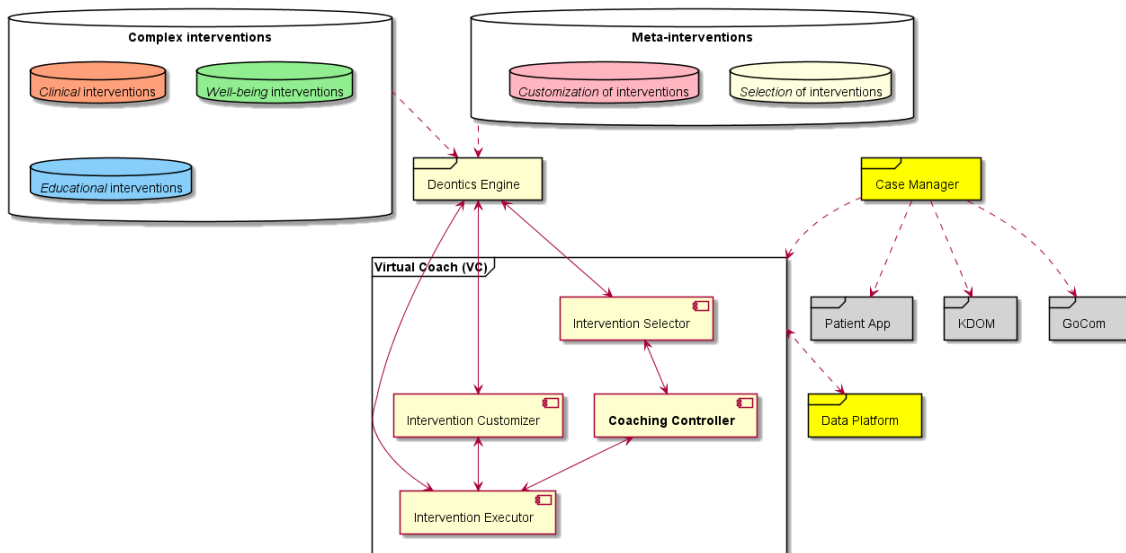 Complex interventions
Meta-interventions
Clinical interventions
Well-being interventions
Customization of interventions
Selection of interventions
Educational interventions
Deontics Engine
Case Manager
Virtual Coach (VC)
Intervention Selector
Patient App
KDOM
GoCom
Intervention Customizer
Coaching Controller
Data Platform
Intervention Executor